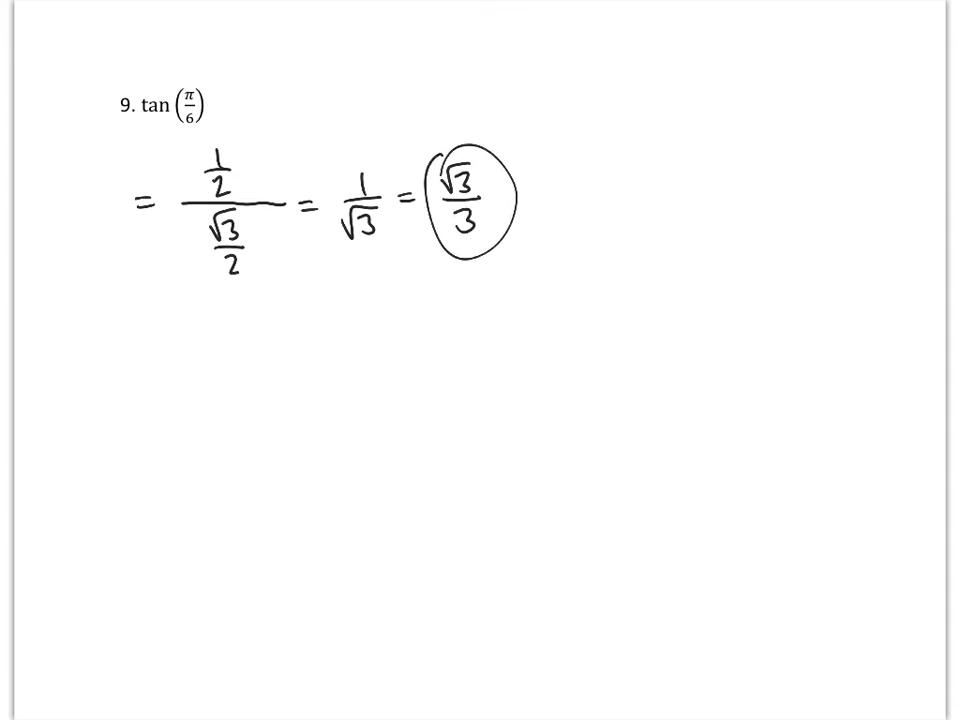 9. tan (π/6)
= (1/2)/(√3/2) = 1/√3 = √3/3